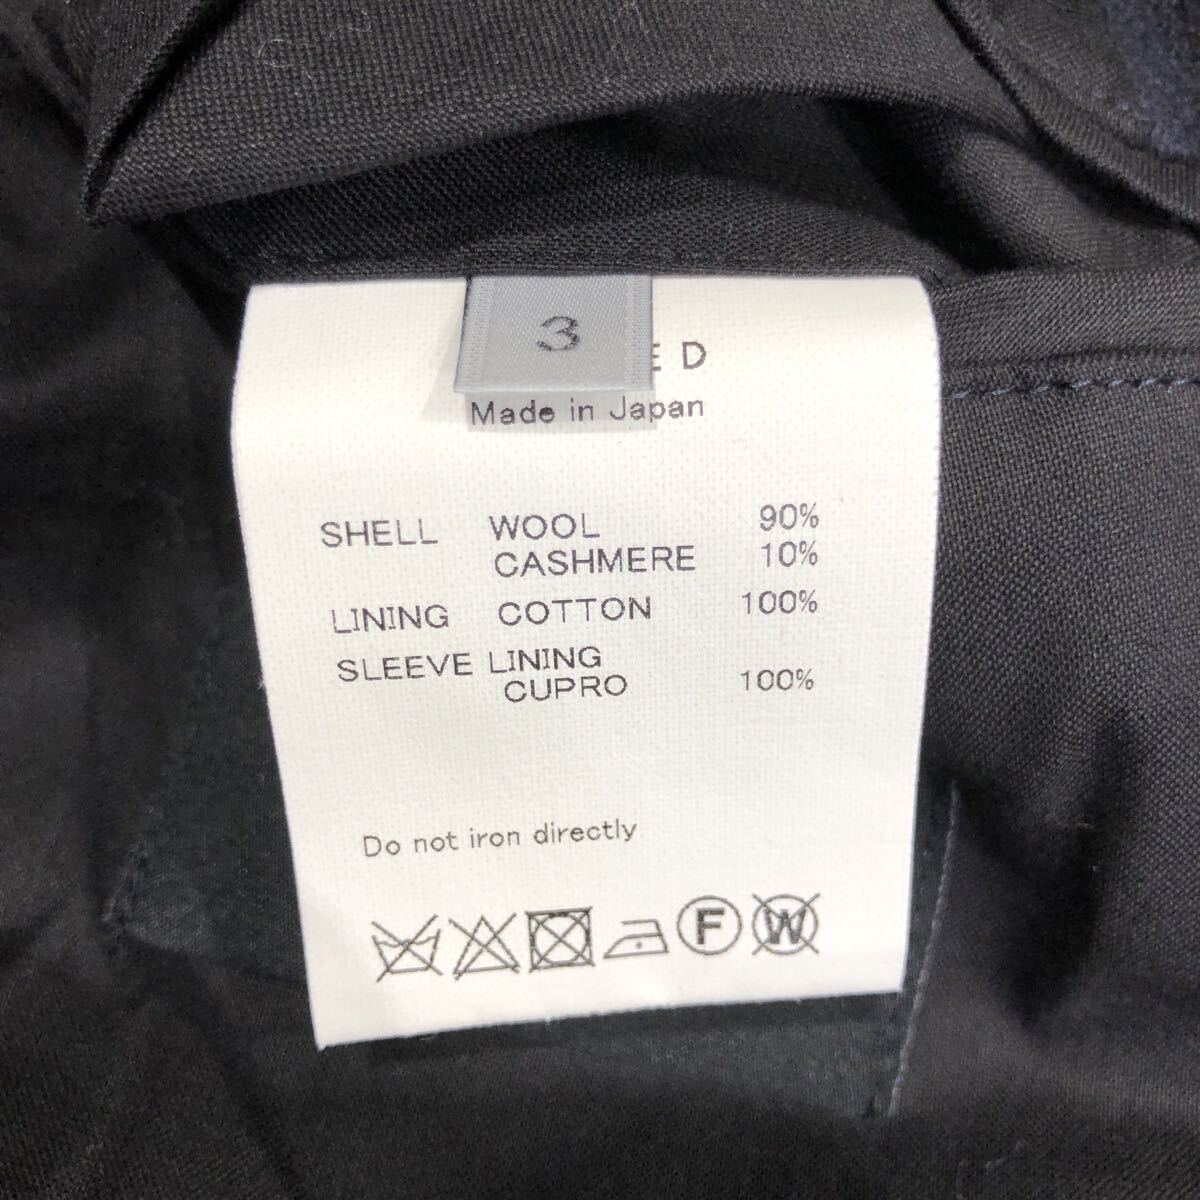 3
E D
Made in Japan
SHELL WOOL 90%
CASHMERE 10%
LINING COTTON 100%
SLEEVE LINING
CUPRO 100%
Do not iron directly
F W